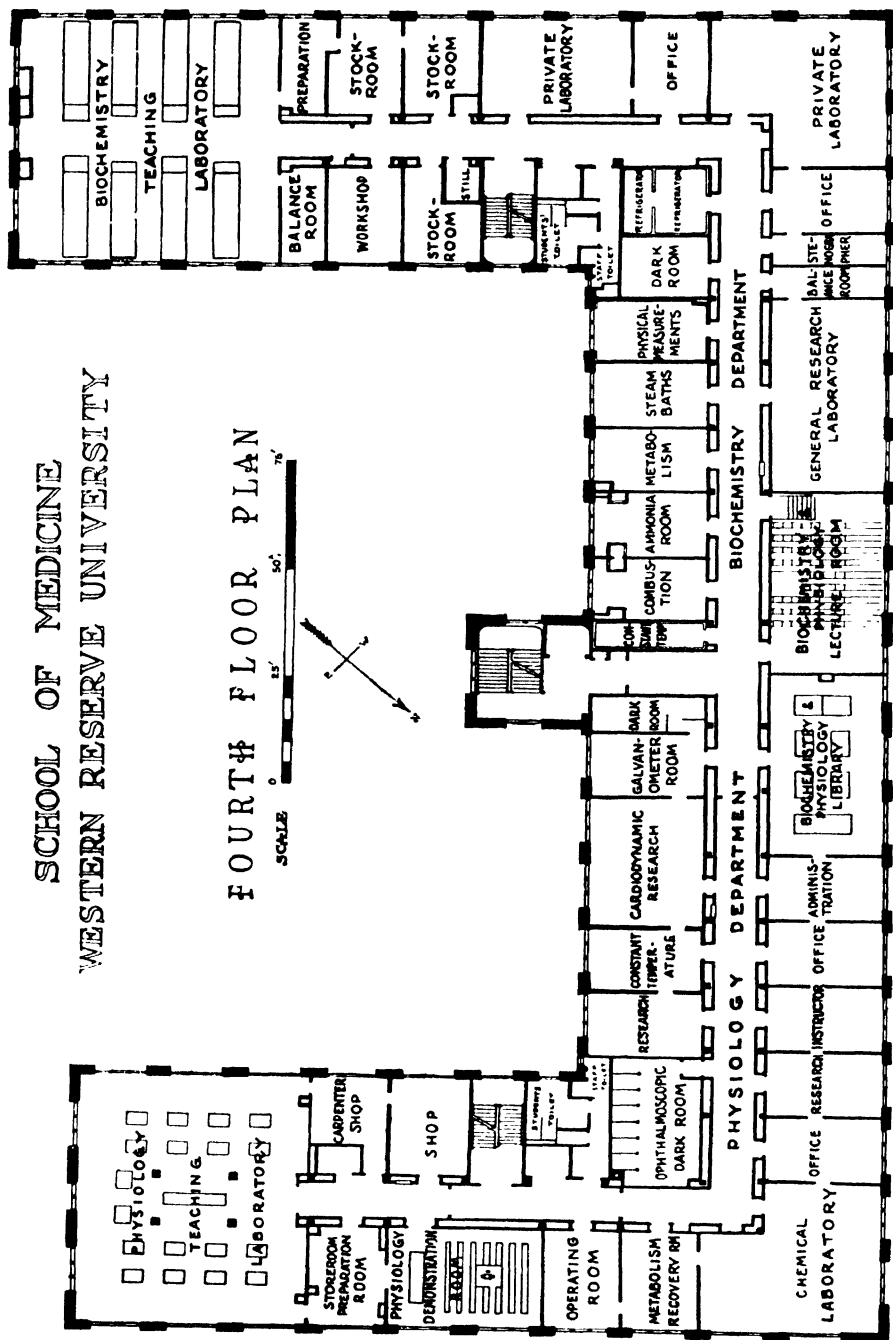 SCHOOL OF MEDICINE
WESTERN RESERVE UNIVERSITY
FOURTH FLOOR PLAN
SCALE
0 25' 50' 76'
PHYSIOLOGY
TEACHING
LABORATORY
CARPENTER
SHOP
SHOP
STUDENTS'
TOILET
STAFF
TOILET
STOREROOM
PREPARATION
ROOM
PHYSIOLOGY
DEMONSTRATION
ROOM
OPERATING
ROOM
METABOLISM
RECOVERY RM
CHEMICAL
LABORATORY
OPHTHALMOSCOPIC
DARK ROOM
RESEARCH
CONSTANT
TEMPER-
ATURE
CARDIODYNAMIC
RESEARCH
GALVAN-
OMETER
ROOM
DARK
ROOM
PHYSIOLOGY DEPARTMENT
OFFICE
RESEARCH
INSTRUCTOR
OFFICE
ADMINIS-
TRATION
BIOCHEMISTRY &
PHYSIOLOGY
LIBRARY
BIOCHEMISTRY &
PHYSIOLOGY
LECTURE ROOM
CON-
STANT
TEMP
COMBUS-
TION
AMMONIA
ROOM
METABO-
LISM
STEAM
BATHS
PHYSICAL
MEASURE-
MENTS
DARK
ROOM
REFRIGERATOR
REFRIGERATOR
BIOCHEMISTRY DEPARTMENT
GENERAL RESEARCH
LABORATORY
BAL-
ANCE
ROOM
STE-
NOGRA-
PHER
OFFICE
PRIVATE
LABORATORY
STAFF
TOILET
STUDENTS'
TOILET
STOCK-
ROOM
STILL
WORKSHOP
BALANCE
ROOM
BIOCHEMISTRY
TEACHING
LABORATORY
PREPARATION
STOCK-
ROOM
STOCK-
ROOM
PRIVATE
LABORATORY
OFFICE